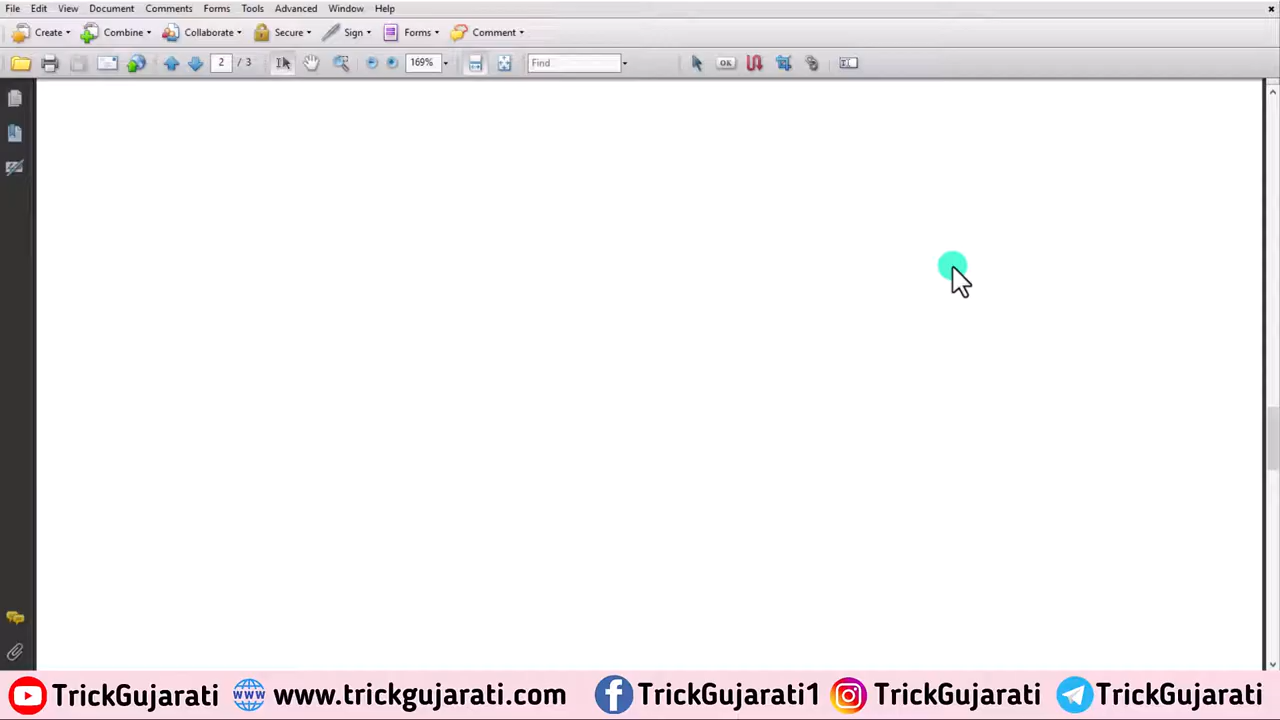 File Edit View Document Comments Forms Tools Advanced Window Help
Create Combine Collaborate Secure Sign Forms Comment
2 / 3 169% Find OK
TrickGujarati www.trickgujarati.com TrickGujarati1 TrickGujarati TrickGujarati